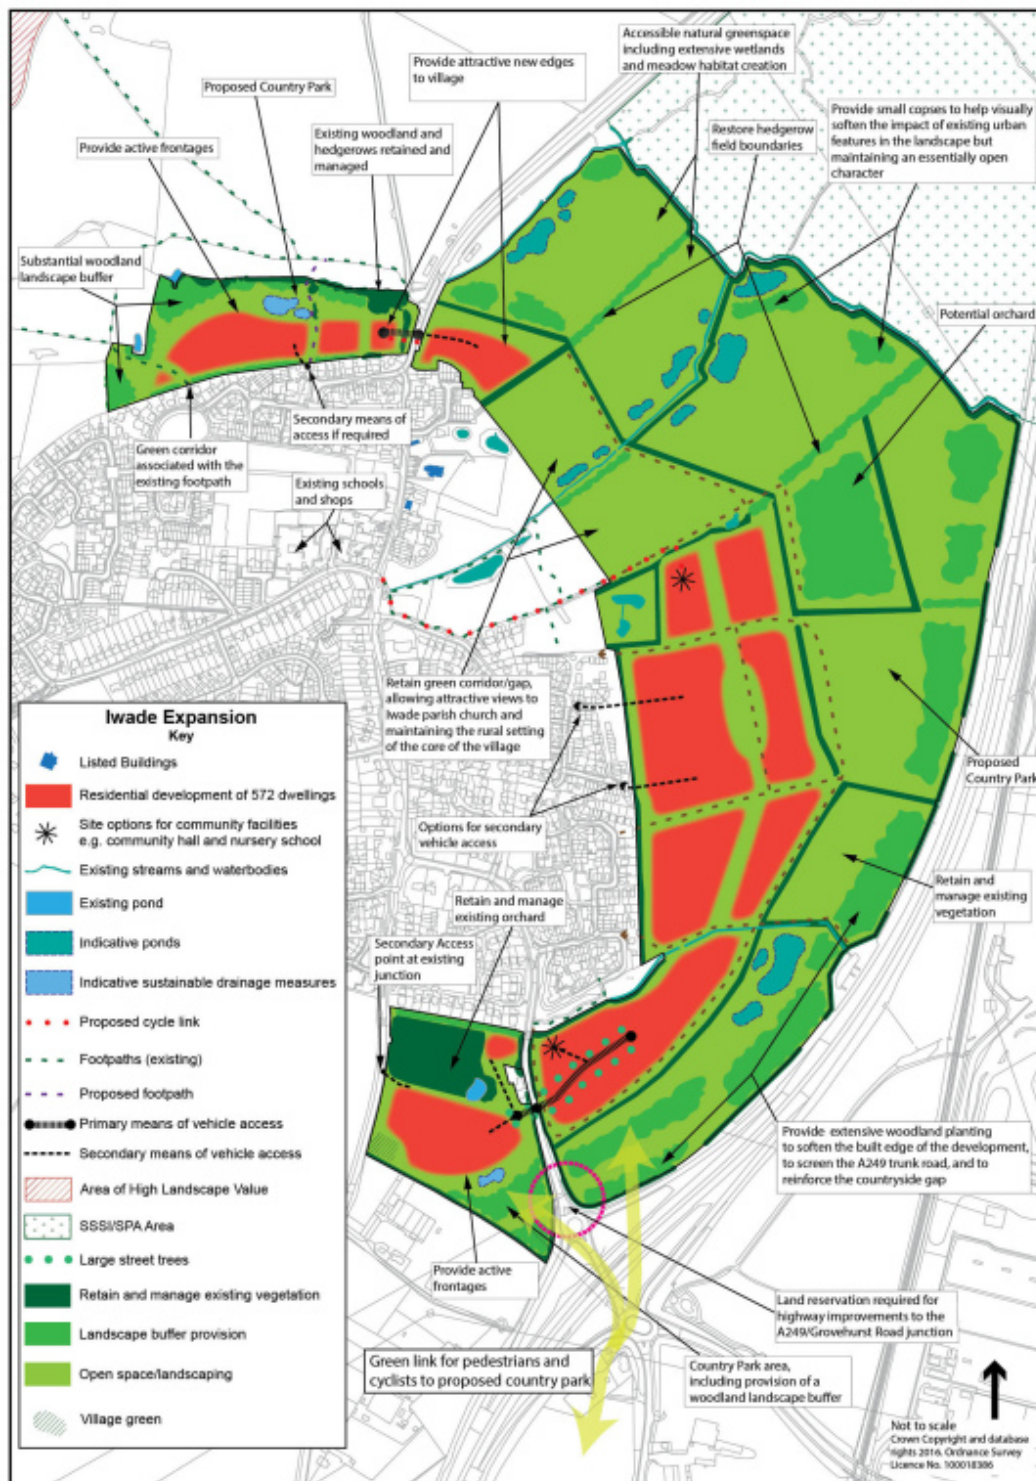 Accessible natural greenspace
including extensive wetlands
and meadow habitat creation
Provide attractive new edges
to village
Proposed Country Park
Provide small copses to help visually
soften the impact of existing urban
features in the landscape but
maintaining an essentially open
character
Existing woodland and
hedgerows retained and
managed
Restore hedgerow
field boundaries
Provide active frontages
Substantial woodland
landscape buffer
Potential orchard
Secondary means of
access if required
Green corridor
associated with the
existing footpath
Existing schools
and shops
Retain green corridor/gap,
allowing attractive views to
Iwade parish church and
maintaining the rural setting
of the core of the village
Proposed
Country Park
Options for secondary
vehicle access
Retain and
manage existing
vegetation
Retain and manage
existing orchard
Secondary Access
point at existing
junction
Provide extensive woodland planting
to soften the built edge of the development,
to screen the A249 trunk road, and to
reinforce the countryside gap
Provide active
frontages
Land reservation required for
highway improvements to the
A249/Grovehurst Road junction
Green link for pedestrians and
cyclists to proposed country park
Country Park area,
including provision of a
woodland landscape buffer
Iwade Expansion
Key
Listed Buildings
Residential development of 572 dwellings
Site options for community facilities
e.g. community hall and nursery school
Existing streams and waterbodies
Existing pond
Indicative ponds
Indicative sustainable drainage measures
Proposed cycle link
Footpaths (existing)
Proposed footpath
Primary means of vehicle access
Secondary means of vehicle access
Area of High Landscape Value
SSSI/SPA Area
Large street trees
Retain and manage existing vegetation
Landscape buffer provision
Open space/landscaping
Village green
Not to scale
Crown Copyright and database
rights 2016. Ordnance Survey
Licence No. 100018386